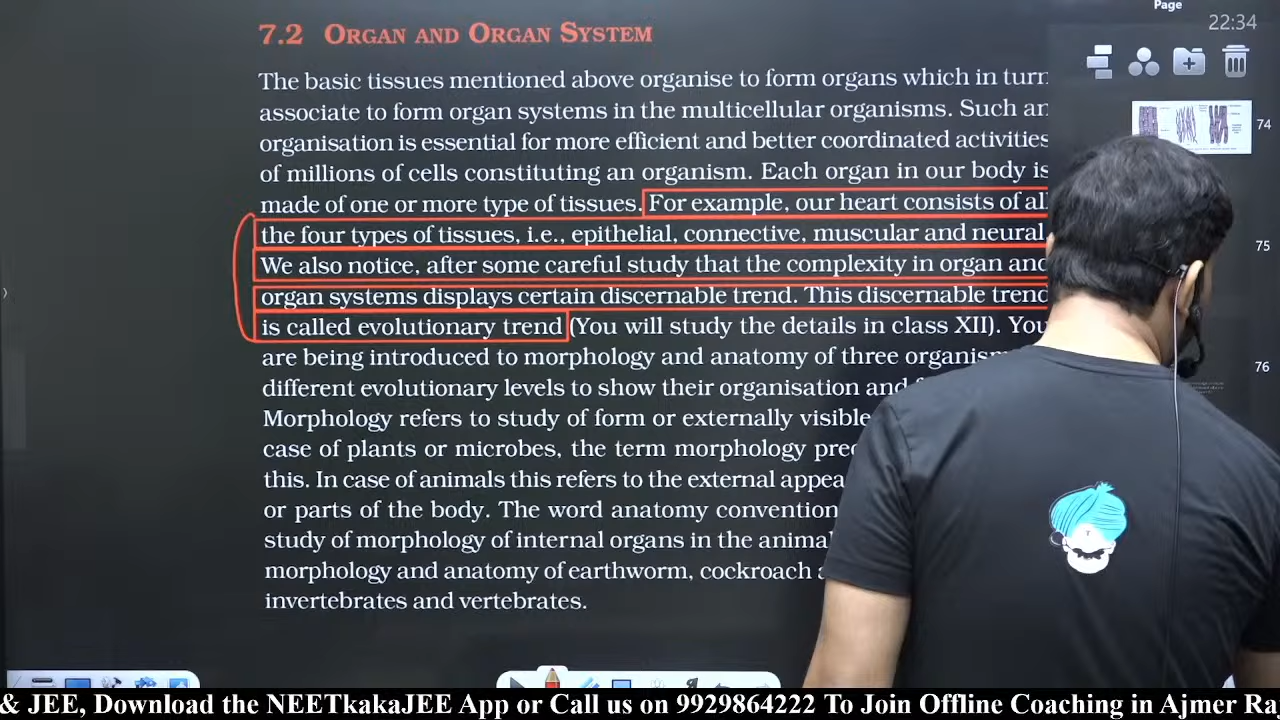 Page
22:34
7.2 ORGAN AND ORGAN SYSTEM
The basic tissues mentioned above organise to form organs which in turn
associate to form organ systems in the multicellular organisms. Such an
organisation is essential for more efficient and better coordinated activities
of millions of cells constituting an organism. Each organ in our body is
made of one or more type of tissues. For example, our heart consists of all
the four types of tissues, i.e., epithelial, connective, muscular and neural.
We also notice, after some careful study that the complexity in organ and
organ systems displays certain discernable trend. This discernable trend
is called evolutionary trend (You will study the details in class XII). You
are being introduced to morphology and anatomy of three
different evolutionary levels to show their organisation and
Morphology refers to study of form or externally visible
case of plants or microbes, the term morphology
this. In case of animals this refers to the external
or parts of the body. The word anatomy
study of morphology of internal organs in the
morphology and anatomy of earthworm, cockroach
invertebrates and vertebrates.
74
75
76
& JEE, Download the NEETkakaJEE App or Call us on 9929864222 To Join Offline Coaching in Ajmer